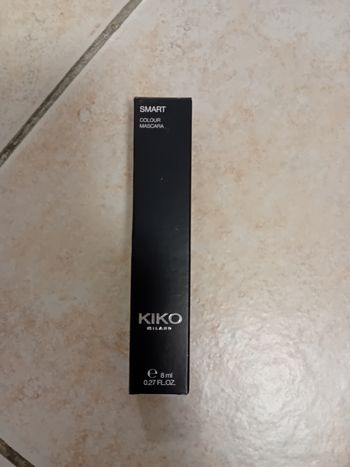 SMART
COLOUR
MASCARA
KIKO
MILANO
℮ 8 ml
0.27 FL.OZ.